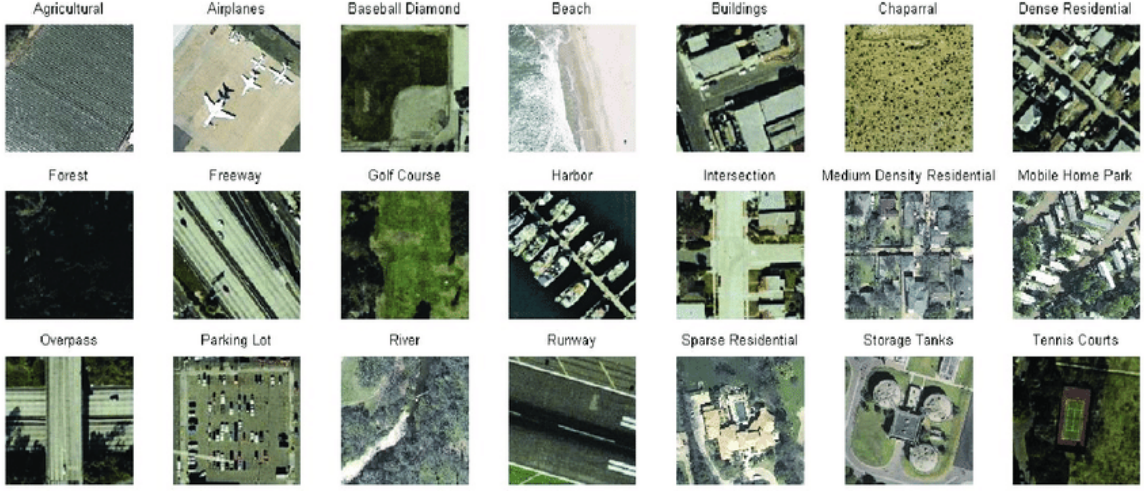 Agricultural
Airplanes
Baseball Diamond
Beach
Buildings
Chaparral
Dense Residential
Forest
Freeway
Golf Course
Harbor
Intersection
Medium Density Residential
Mobile Home Park
Overpass
Parking Lot
River
Runway
Sparse Residential
Storage Tanks
Tennis Courts